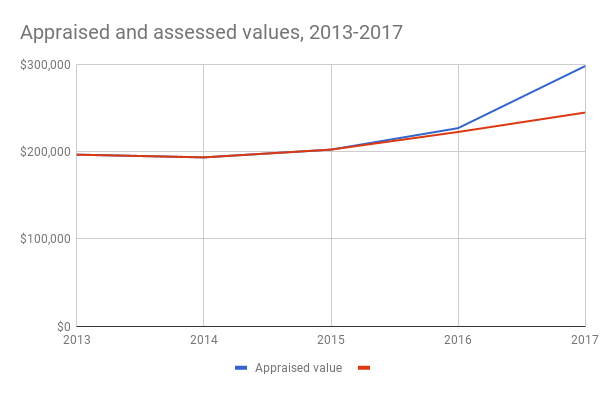 Appraised and assessed values, 2013-2017
$300,000
$200,000
$100,000
$0
2013 2014 2015 2016 2017
Appraised value